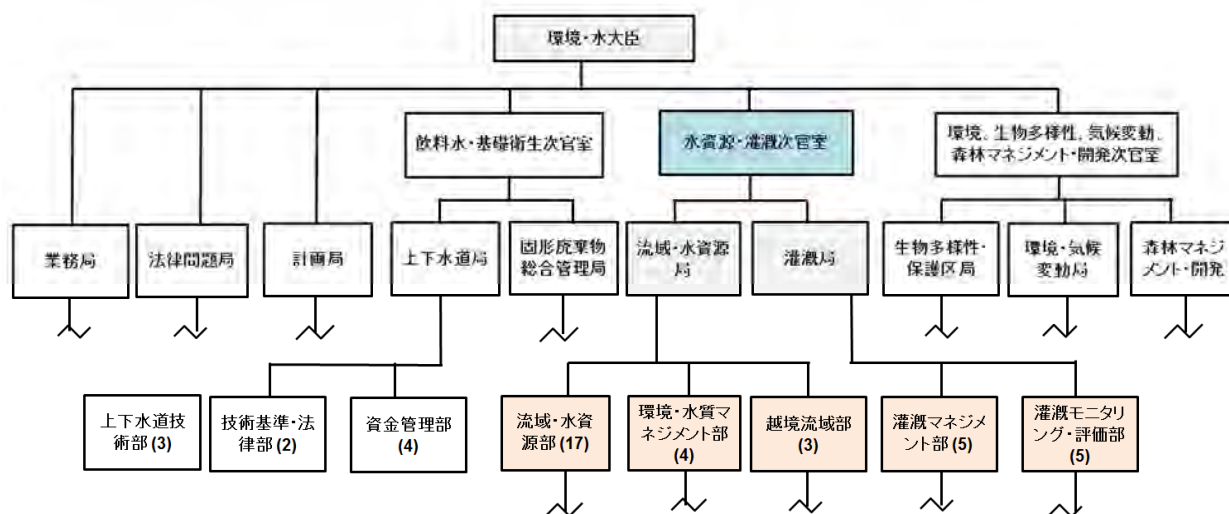 環境・水大臣
飲料水・基礎衛生次官室
水資源・灌漑次官室
環境、生物多様性、気候変動、
森林マネジメント・開発次官室
業務局
法律問題局
計画局
上下水道局
固形廃棄物
総合管理局
流域・水資源
局
灌漑局
生物多様性・
保護区局
環境・気候
変動局
森林マネジ
メント・開発
上下水道技
術部(3)
技術基準・法
律部(2)
資金管理部
(4)
流域・水資
源部(17)
環境・水質マ
ネジメント部
(4)
越境流域部
(3)
灌漑マネジメ
ント部(5)
灌漑モニタリ
ング・評価部
(5)